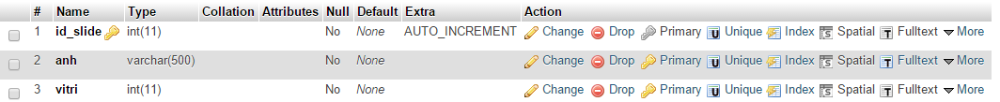 # Name Type Collation Attributes Null Default Extra Action
1 id_slide int(11) No None AUTO_INCREMENT Change Drop Primary Unique Index Spatial Fulltext More
2 anh varchar(500) No None Change Drop Primary Unique Index Spatial Fulltext More
3 vitri int(11) No None Change Drop Primary Unique Index Spatial Fulltext More